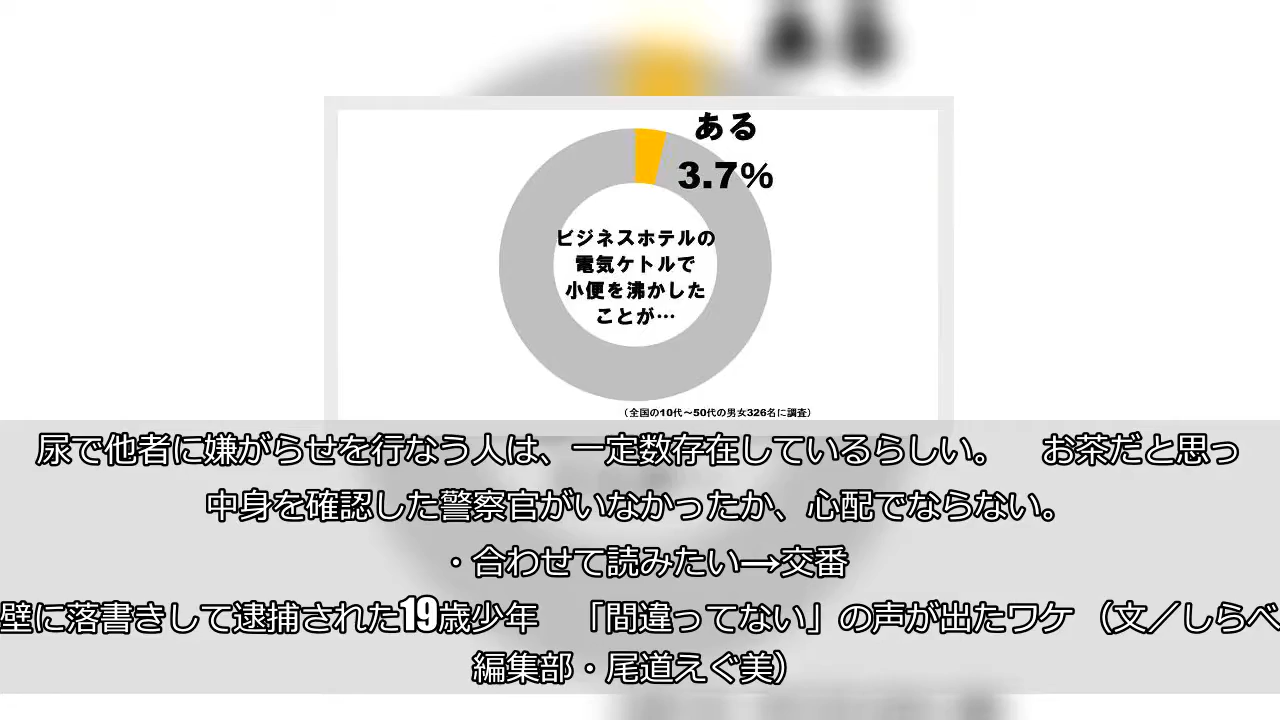 ある
3.7%
ビジネスホテルの
電気ケトルで
小便を沸かした
ことが…
（全国の10代～50代の男女326名に調査）
尿で他者に嫌がらせを行なう人は、一定数存在しているらしい。　お茶だと思っ
中身を確認した警察官がいなかったか、心配でならない。
・合わせて読みたい→交番
壁に落書きして逮捕された19歳少年　「間違ってない」の声が出たワケ（文／しらべ
編集部・尾道えぐ美）